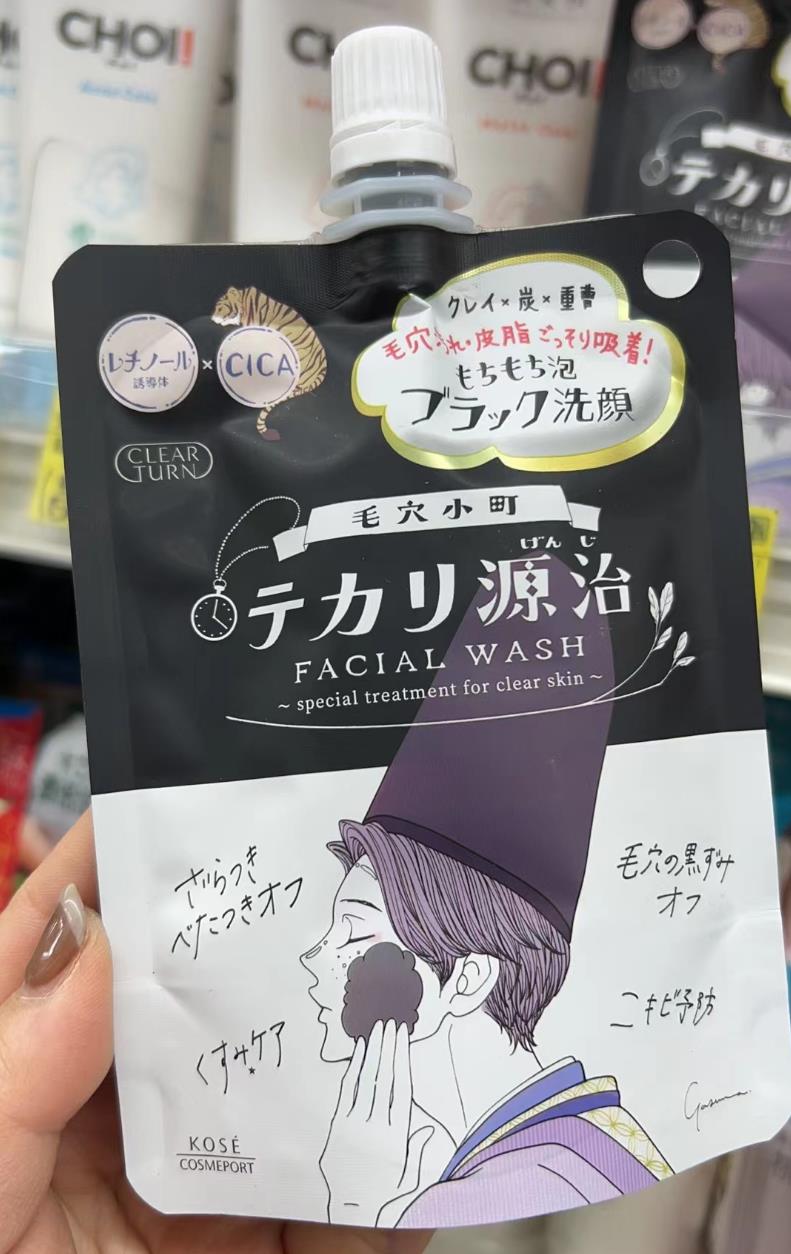 CHOI!
CHOI!
レチノール
誘導体
×
CICA
クレイ×炭×重曹
毛穴汚れ・皮脂ごっそり吸着!
もちもち泡
ブラック洗顔
CLEAR
TURN
毛穴小町
げんじ
テカリ源治
FACIAL WASH
~ special treatment for clear skin ~
ざらつき
べたつきオフ
毛穴の黒ずみ
オフ
くすみケア
*
ニキビ予防
KOSÉ
COSMEPORT
CICA
テカリ